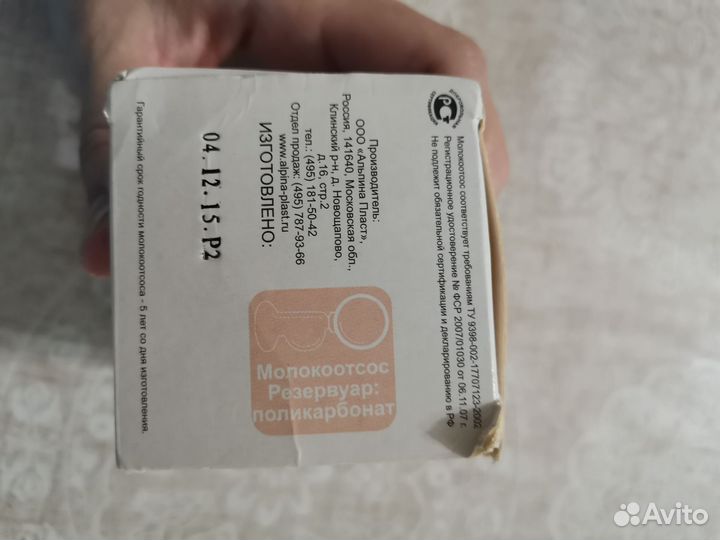 Молокоотсос соответствует требованиям ТУ 9398-002-17707123-2002
Регистрационное удостоверение № ФСР 2007/01030 от 06.11.07 г.
Не подлежит обязательной сертификации и декларированию в РФ
Производитель:
ООО «Альпина Пласт»,
Россия, 141640, Московская обл.,
Клинский р-н, д. Новощапово,
д.16, стр.2
тел.: (495) 181-50-42
Отдел продаж: (495) 787-93-66
www.alpina-plast.ru
ИЗГОТОВЛЕНО:
04.12.15.Р2
Гарантийный срок годности молокоотсоса - 5 лет со дня изготовления.
Молокоотсос
Резервуар:
поликарбонат
Avito